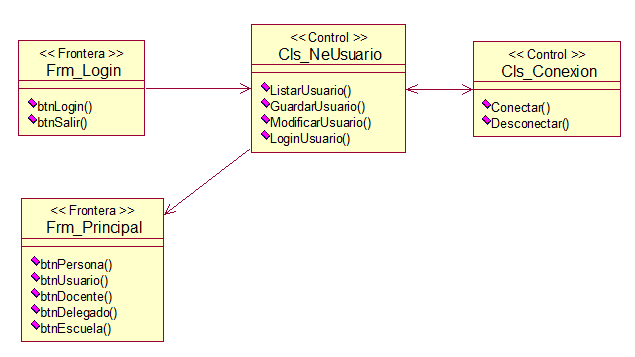 << Frontera >>
Frm_Login
btnLogin()
btnSalir()
<< Control >>
Cls_NeUsuario
ListarUsuario()
GuardarUsuario()
ModificarUsuario()
LoginUsuario()
<< Control >>
Cls_Conexion
Conectar()
Desconectar()
<< Frontera >>
Frm_Principal
btnPersona()
btnUsuario()
btnDocente()
btnDelegado()
btnEscuela()